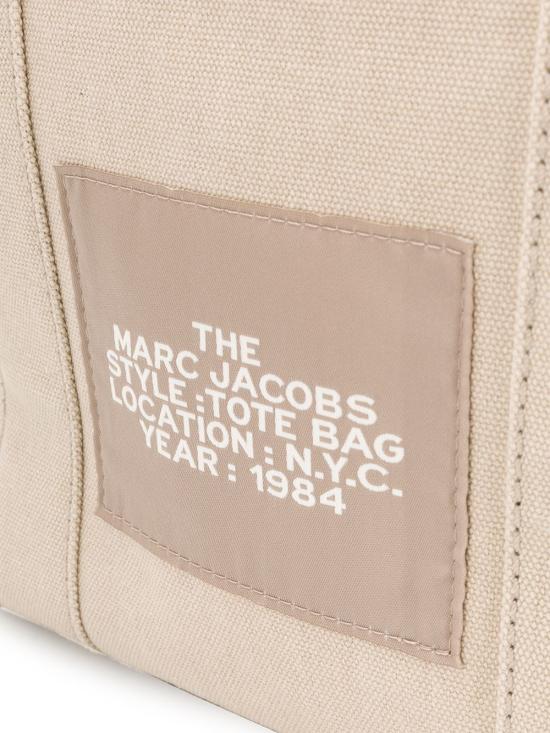 THE
MARC JACOBS
STYLE :TOTE BAG
LOCATION : N.Y.C.
YEAR : 1984